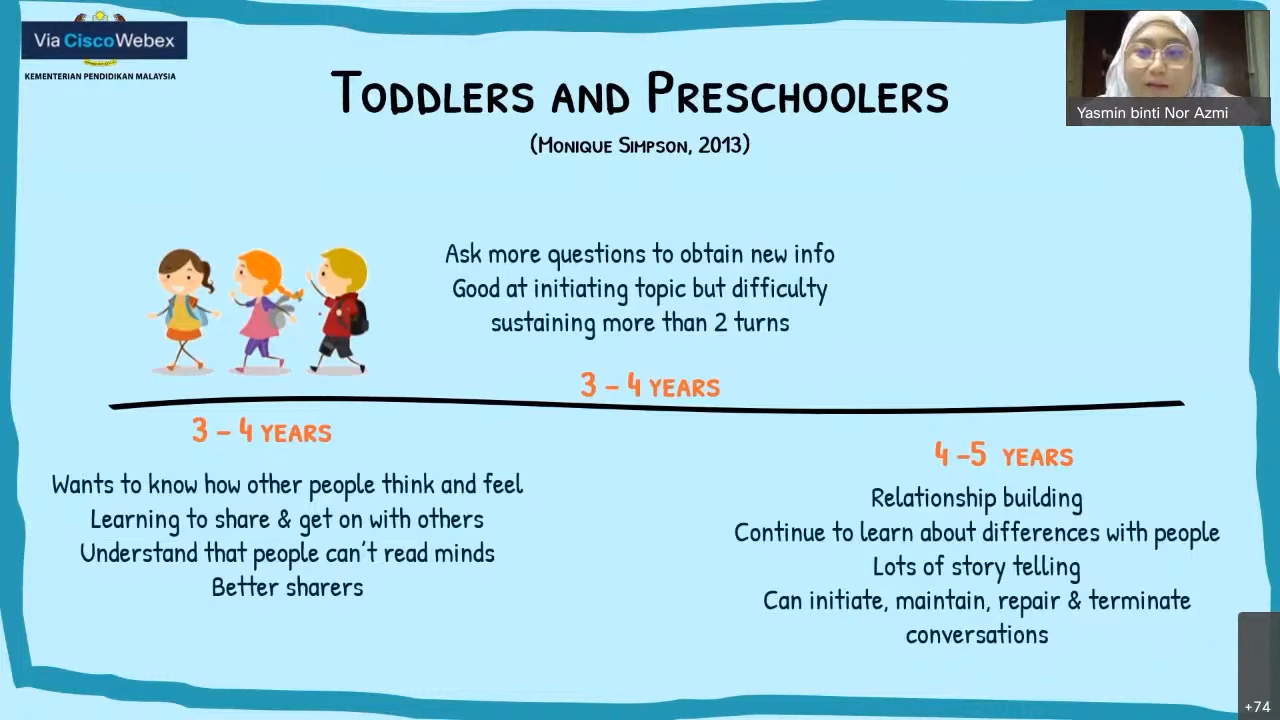 Via CiscoWebex
KEMENTERIAN PENDIDIKAN MALAYSIA
Yasmin binti Nor Azmi
TODDLERS AND PRESCHOOLERS
(MONIQUE SIMPSON, 2013)
Ask more questions to obtain new info
Good at initiating topic but difficulty
sustaining more than 2 turns
3 – 4 YEARS
3 – 4 YEARS
Wants to know how other people think and feel
Learning to share & get on with others
Understand that people can't read minds
Better sharers
4 –5 YEARS
Relationship building
Continue to learn about differences with people
Lots of story telling
Can initiate, maintain, repair & terminate
conversations
+74